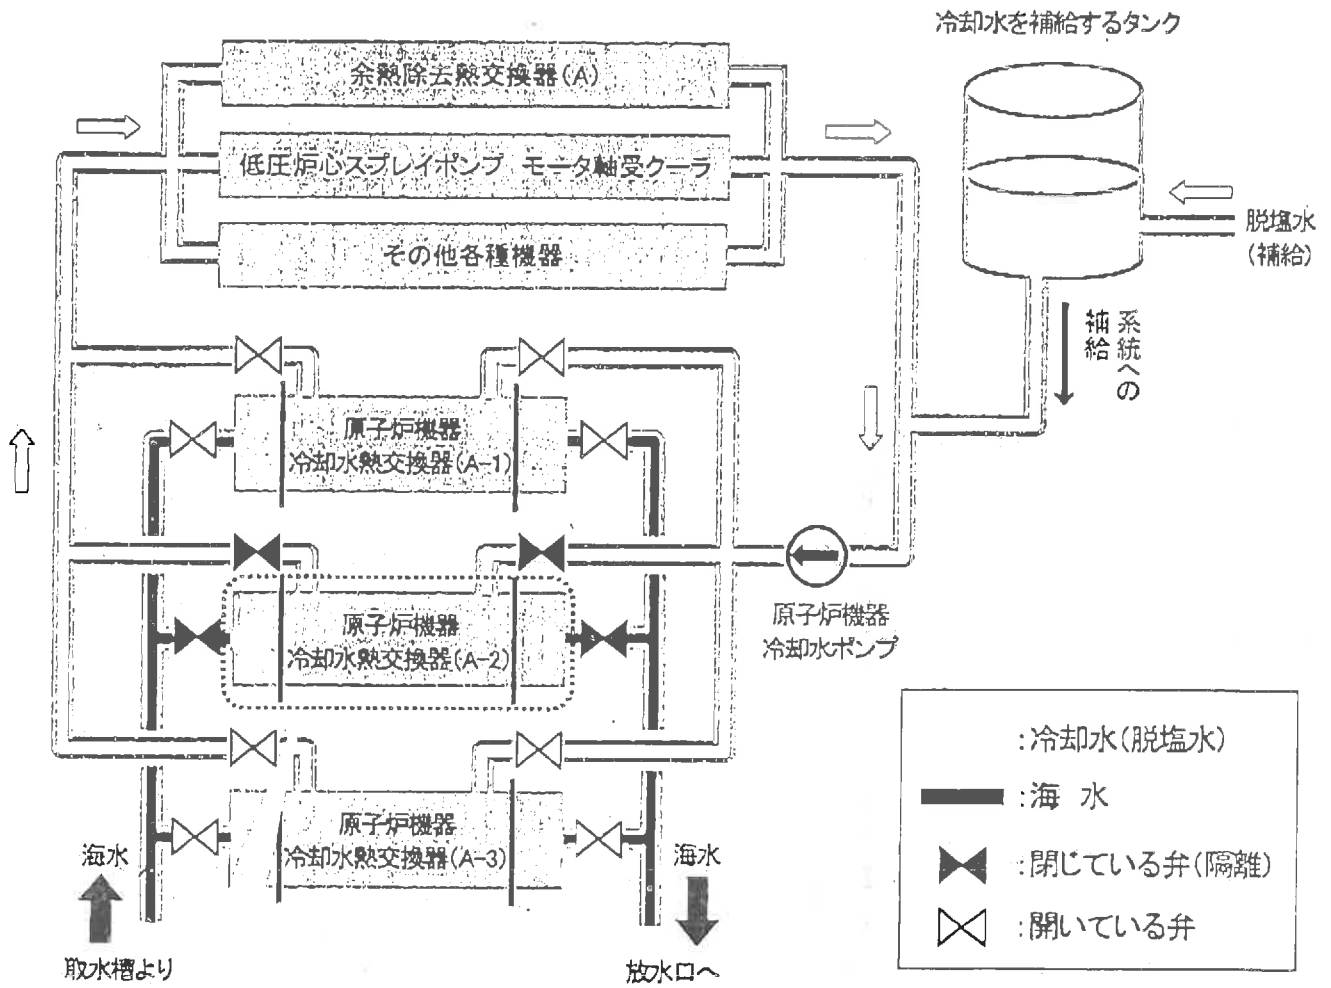 冷却水を補給するタンク
余熱除去熱交換器(A)
低圧炉心スプレイポンプ モータ軸受クーラ
その他各種機器
脱塩水
(補給)
系統への
補給
原子炉機器
冷却水熱交換器(A-1)
原子炉機器
冷却水熱交換器(A-2)
原子炉機器
冷却水ポンプ
原子炉機器
冷却水熱交換器(A-3)
海水
取水槽より
海水
放水口へ
:冷却水(脱塩水)
:海 水
:閉じている弁(隔離)
:開いている弁